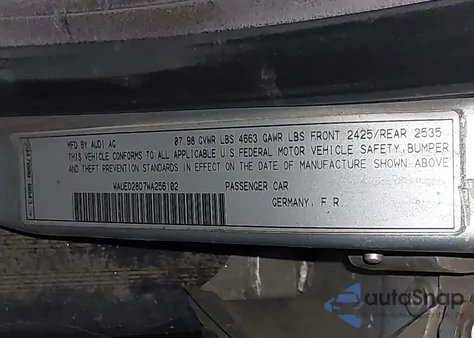 MFD BY AUDI AG 07 98 GVWR LBS 4663 GAWR LBS FRONT 2425/REAR 2535
THIS VEHICLE CONFORMS TO ALL APPLICABLE U S FEDERAL MOTOR VEHICLE SAFETY, BUMPER
AND THEFT PREVENTION STANDARDS IN EFFECT ON THE DATE OF MANUFACTURE SHOWN ABOVE
WAUED28D7WA256102 PASSENGER CAR
GERMANY, F R
autoSnap